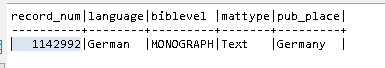 record_num|language|biblevel |mattype|pub_place|
----------+--------+---------+-------+---------+
   1142992|German  |MONOGRAPH|Text   |Germany  |